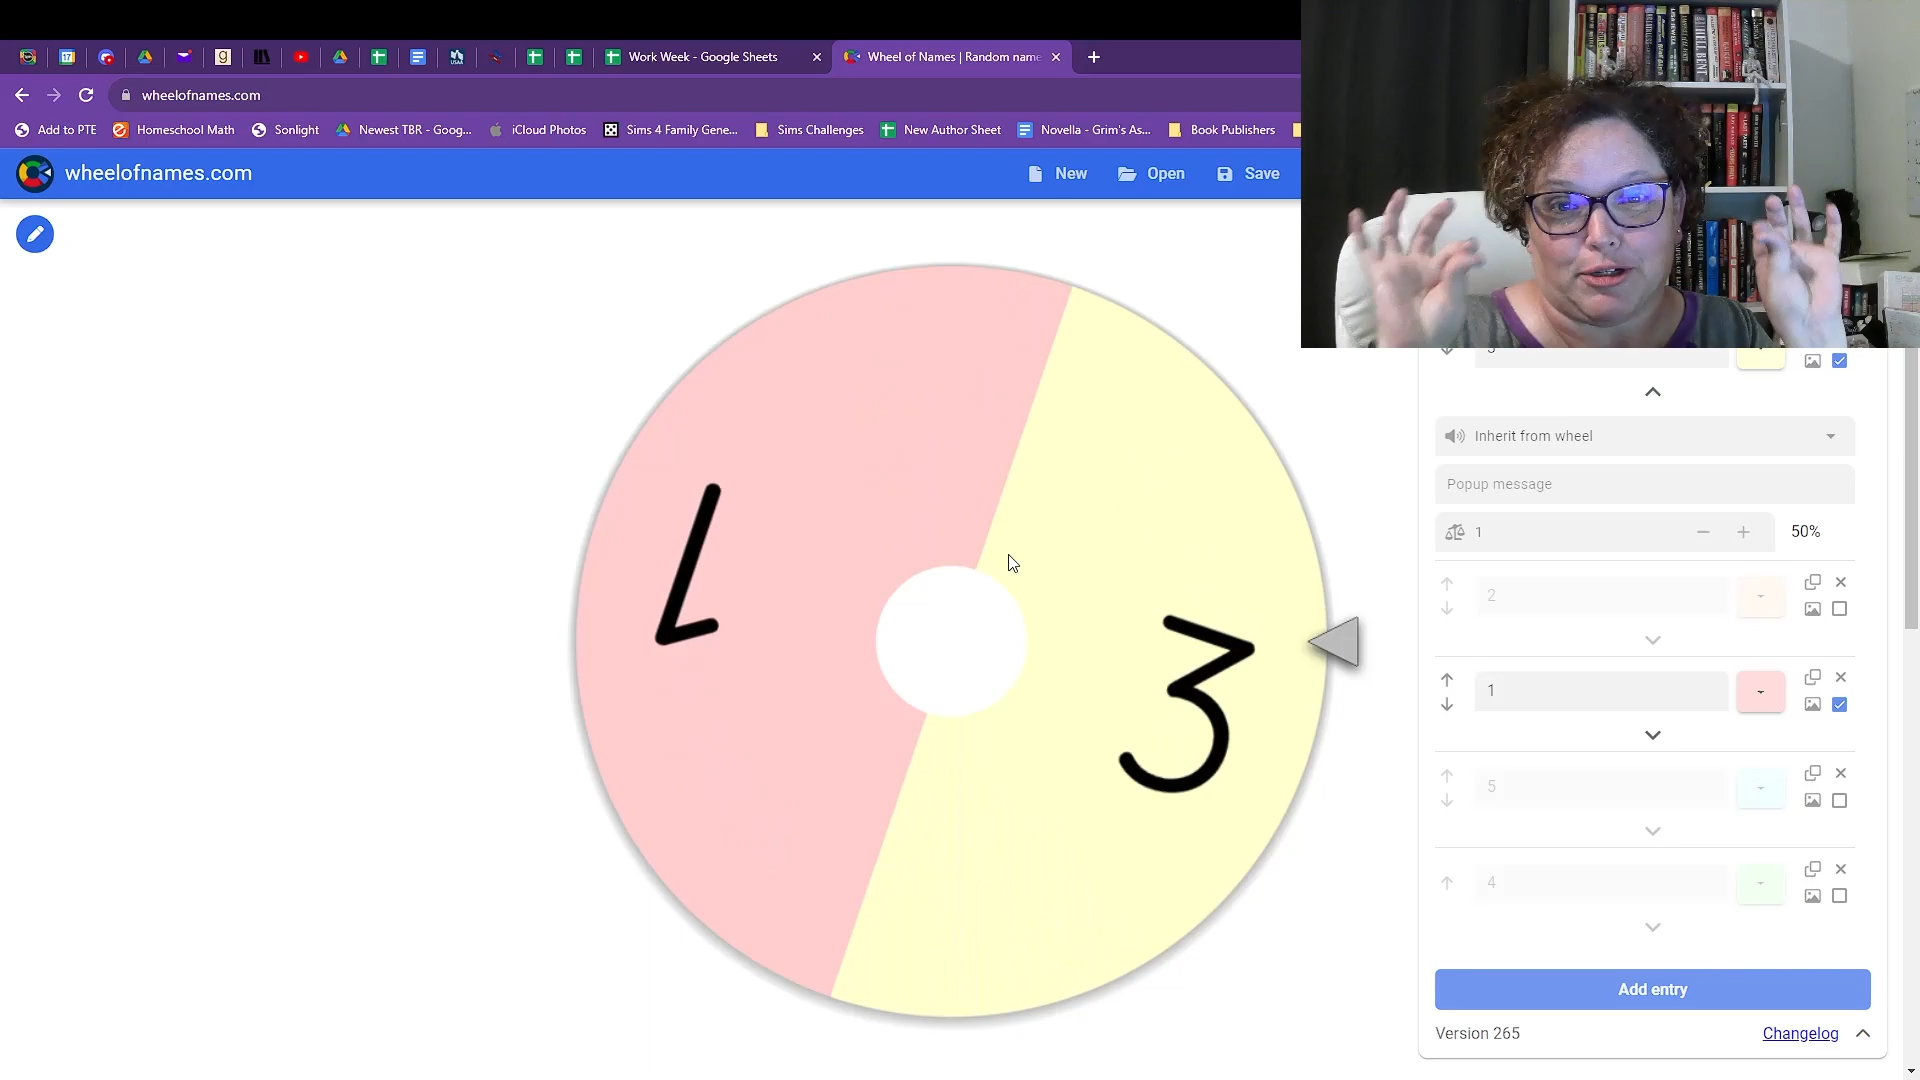 Work Week - Google Sheets
Wheel of Names | Random name
wheelofnames.com
Add to PTE
Homeschool Math
Sonlight
Newest TBR - Goog...
iCloud Photos
Sims 4 Family Gene...
Sims Challenges
New Author Sheet
Novella - Grim's As...
Book Publishers
wheelofnames.com
New
Open
Save
HELL BENT
1
3
Inherit from wheel
Popup message
1
50%
2
1
5
4
Add entry
Version 265
Changelog